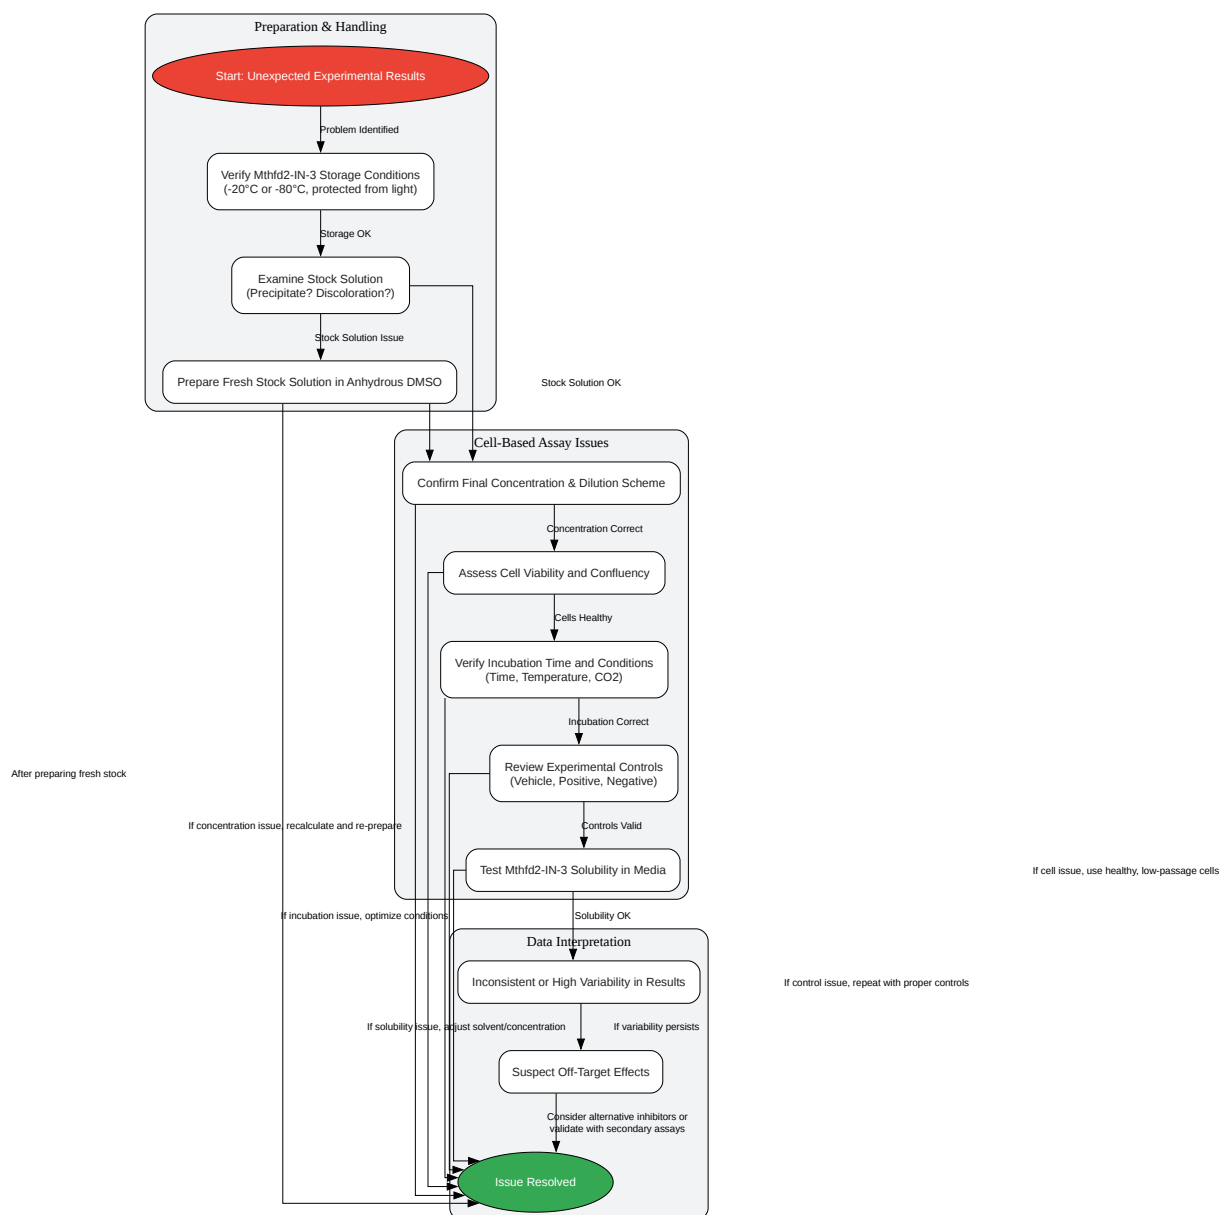 Preparation & Handling
Start: Unexpected Experimental Results
Problem Identified
Verify Mthfd2-IN-3 Storage Conditions
(-20°C or -80°C, protected from light)
Storage OK
Examine Stock Solution
(Precipitate? Discoloration?)
Stock Solution Issue
Prepare Fresh Stock Solution in Anhydrous DMSO
Stock Solution OK
Cell-Based Assay Issues
Confirm Final Concentration & Dilution Scheme
Concentration Correct
Assess Cell Viability and Confluency
Cells Healthy
Verify Incubation Time and Conditions
(Time, Temperature, CO2)
Incubation Correct
Review Experimental Controls
(Vehicle, Positive, Negative)
After preparing fresh stock
If concentration issue, recalculate and re-prepare
Controls Valid
Test Mthfd2-IN-3 Solubility in Media
If cell issue, use healthy, low-passage cells
If incubation issue, optimize conditions
Solubility OK
Data Interpretation
Inconsistent or High Variability in Results
If control issue, repeat with proper controls
If solubility issue, adjust solvent/concentration
If variability persists
Suspect Off-Target Effects
Consider alternative inhibitors or
validate with secondary assays
Issue Resolved